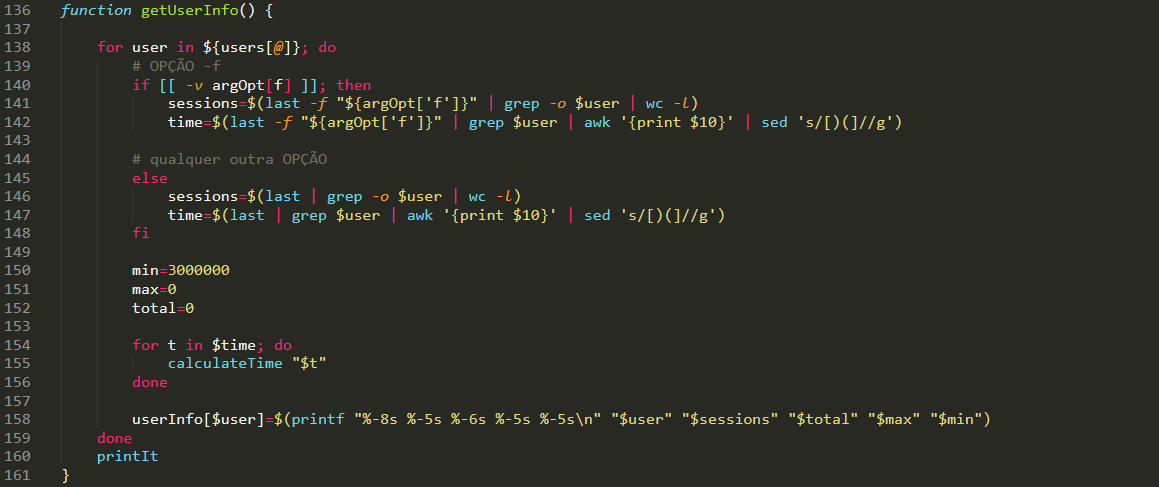 136 function getUserInfo() {
137
138     for user in ${users[@]}; do
139         # OPÇÃO -f
140         if [[ -v argOpt[f] ]]; then
141             sessions=$(last -f "${argOpt['f']}" | grep -o $user | wc -l)
142             time=$(last -f "${argOpt['f']}" | grep $user | awk '{print $10}' | sed 's/[)(]//g')
143
144         # qualquer outra OPÇÃO
145         else
146             sessions=$(last | grep -o $user | wc -l)
147             time=$(last | grep $user | awk '{print $10}' | sed 's/[)(]//g')
148         fi
149
150         min=3000000
151         max=0
152         total=0
153
154         for t in $time; do
155             calculateTime "$t"
156         done
157
158         userInfo[$user]=$(printf "%-8s %-5s %-6s %-5s %-5s\n" "$user" "$sessions" "$total" "$max" "$min")
159     done
160     printIt
161 }